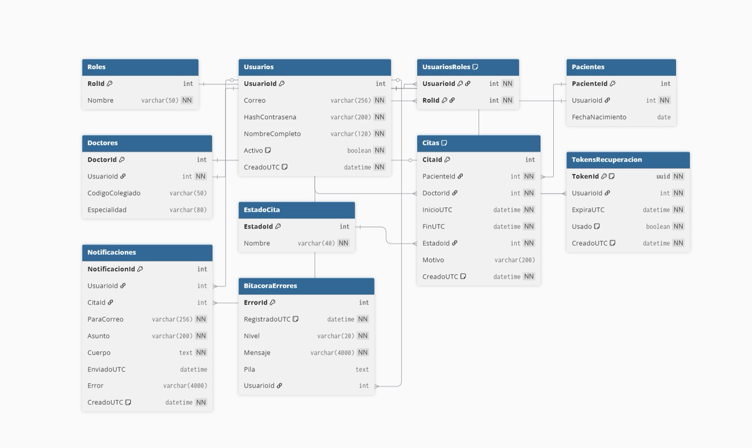 Roles
RolId int
Nombre varchar(50) NN
Usuarios
UsuarioId int
Correo varchar(256) NN
HashContrasena varchar(200) NN
NombreCompleto varchar(120) NN
Activo boolean NN
CreadoUTC datetime NN
UsuariosRoles
UsuarioId int NN
RolId int NN
Pacientes
PacienteId int
UsuarioId int NN
FechaNacimiento date
Doctores
DoctorId int
UsuarioId int NN
CodigoColegiado varchar(50)
Especialidad varchar(80)
Citas
CitaId int
PacienteId int NN
DoctorId int NN
InicioUTC datetime NN
FinUTC datetime NN
EstadoId int NN
Motivo varchar(200)
CreadoUTC datetime NN
TokensRecuperacion
TokenId uuid NN
UsuarioId int NN
ExpiraUTC datetime NN
Usado boolean NN
CreadoUTC datetime NN
EstadoCita
EstadoId int
Nombre varchar(40) NN
Notificaciones
NotificacionId int
UsuarioId int
CitaId int
ParaCorreo varchar(256) NN
Asunto varchar(200) NN
Cuerpo text NN
EnviadoUTC datetime
Error varchar(4000)
CreadoUTC datetime NN
BitacoraErrores
ErrorId int
RegistradoUTC datetime NN
Nivel varchar(20) NN
Mensaje varchar(4000) NN
Pila text
UsuarioId int